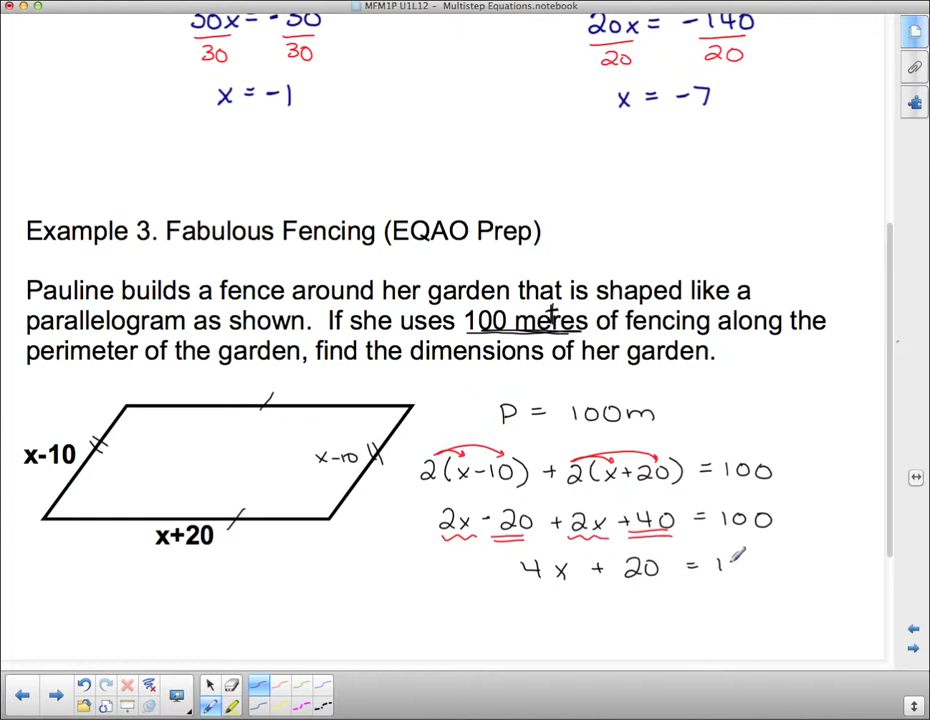 MFM1P U1L12 - Multistep Equations.notebook
30x = -30
30 30
x = -1
20x = -140
20 20
x = -7
Example 3. Fabulous Fencing (EQAO Prep)
Pauline builds a fence around her garden that is shaped like a
parallelogram as shown. If she uses 100 metres of fencing along the
perimeter of the garden, find the dimensions of her garden.
x-10
x-10
x+20
P = 100m
2(x-10) + 2(x+20) = 100
2x - 20 + 2x + 40 = 100
4x + 20 = 1